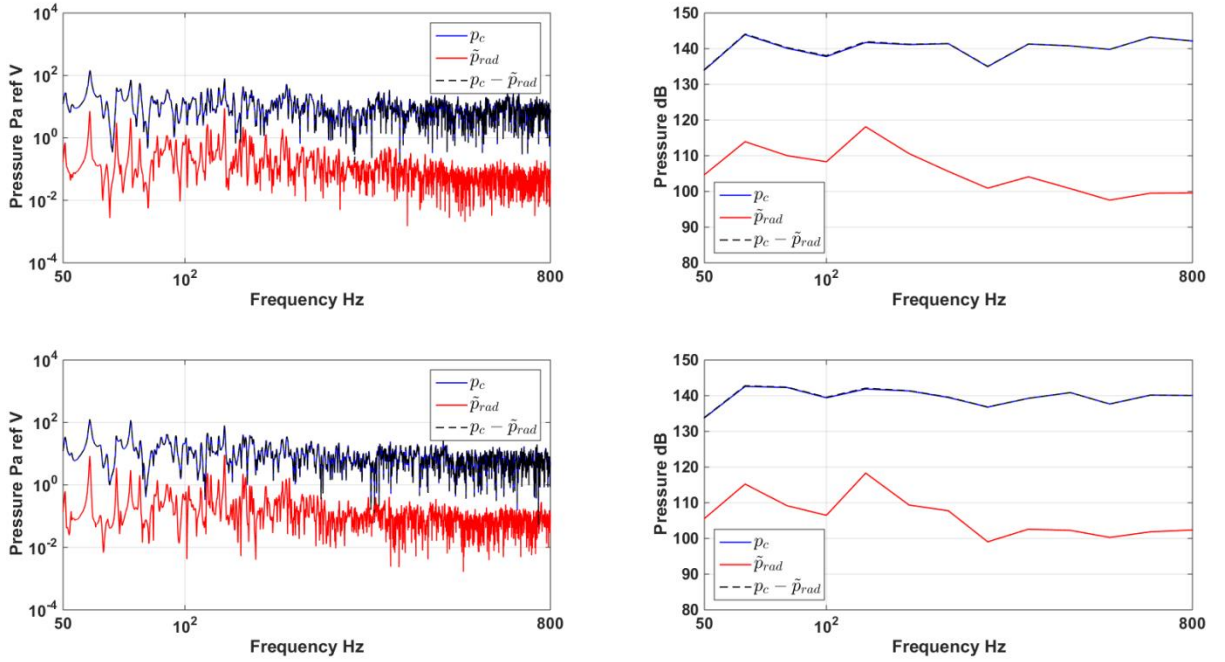 10^4
10^2
10^0
10^-2
10^-4
Pressure Pa ref V
p_c
p̃_rad
p_c − p̃_rad
50
10^2
800
Frequency Hz
150
140
130
120
110
100
90
80
Pressure dB
p_c
p̃_rad
p_c − p̃_rad
50
10^2
800
Frequency Hz
10^4
10^2
10^0
10^-2
10^-4
Pressure Pa ref V
p_c
p̃_rad
p_c − p̃_rad
50
10^2
800
Frequency Hz
150
140
130
120
110
100
90
80
Pressure dB
p_c
p̃_rad
p_c − p̃_rad
50
10^2
800
Frequency Hz